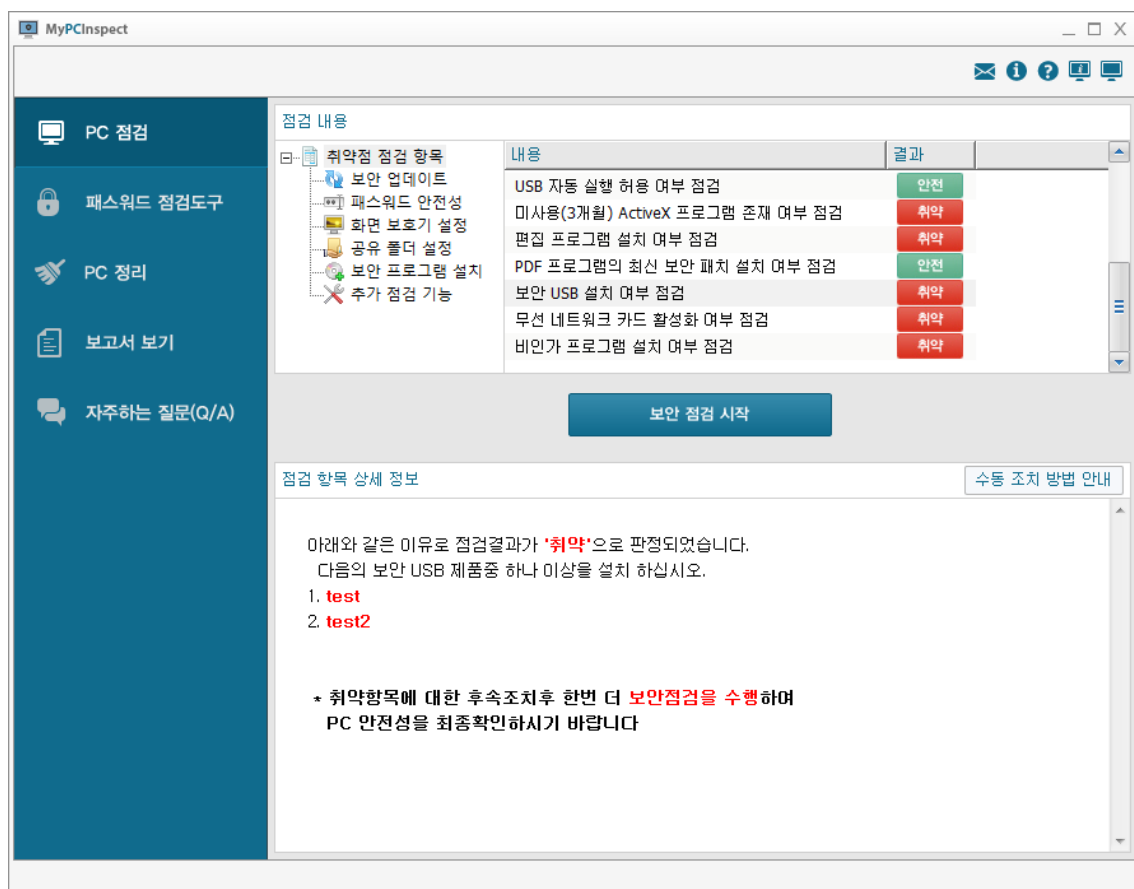 MyPCInspect
PC 점검
패스워드 점검도구
PC 정리
보고서 보기
자주하는 질문(Q/A)
점검 내용
취약점 점검 항목
보안 업데이트
패스워드 안전성
화면 보호기 설정
공유 폴더 설정
보안 프로그램 설치
추가 점검 기능
내용 결과
USB 자동 실행 허용 여부 점검 안전
미사용(3개월) ActiveX 프로그램 존재 여부 점검 취약
편집 프로그램 설치 여부 점검 취약
PDF 프로그램의 최신 보안 패치 설치 여부 점검 안전
보안 USB 설치 여부 점검 취약
무선 네트워크 카드 활성화 여부 점검 취약
비인가 프로그램 설치 여부 점검 취약
보안 점검 시작
점검 항목 상세 정보
수동 조치 방법 안내
아래와 같은 이유로 점검결과가 '취약'으로 판정되었습니다.
다음의 보안 USB 제품중 하나 이상을 설치 하십시오.
1. test
2. test2
* 취약항목에 대한 후속조치후 한번 더 보안점검을 수행하며
PC 안전성을 최종확인하시기 바랍니다